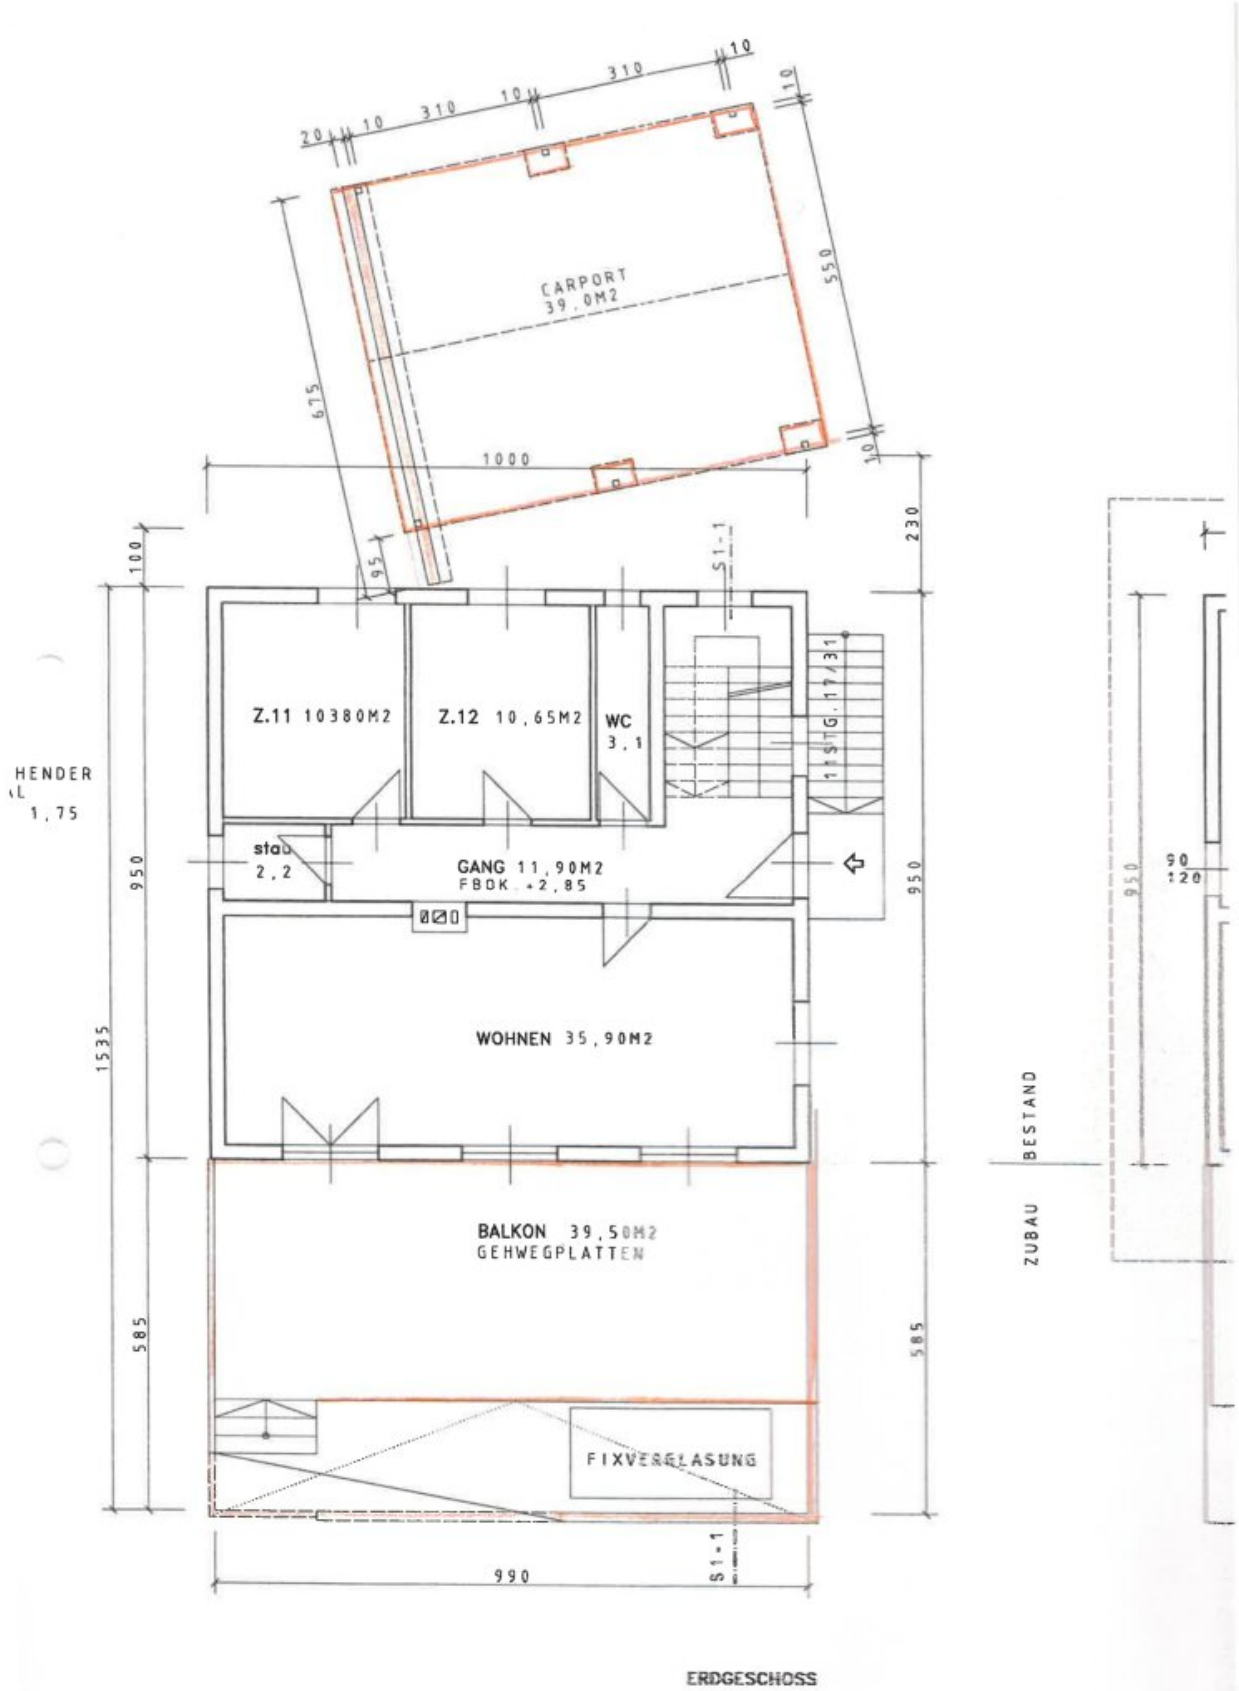 20
10
310
10
310
10
10
CARPORT
39.0M2
550
675
10
1000
230
100
95
S1-1
Z.11 10380M2
Z.12 10,65M2
WC
3,1
11STG.17/31
HENDER
1,75
stau
2,2
GANG 11,90M2
FBOK. +2,85
950
950
950
90
120
1535
WOHNEN 35,90M2
BESTAND
ZUBAU
BALKON 39,50M2
GEHWEGPLATTEN
585
585
FIXVERGLASUNG
S1-1
990
ERDGESCHOSS